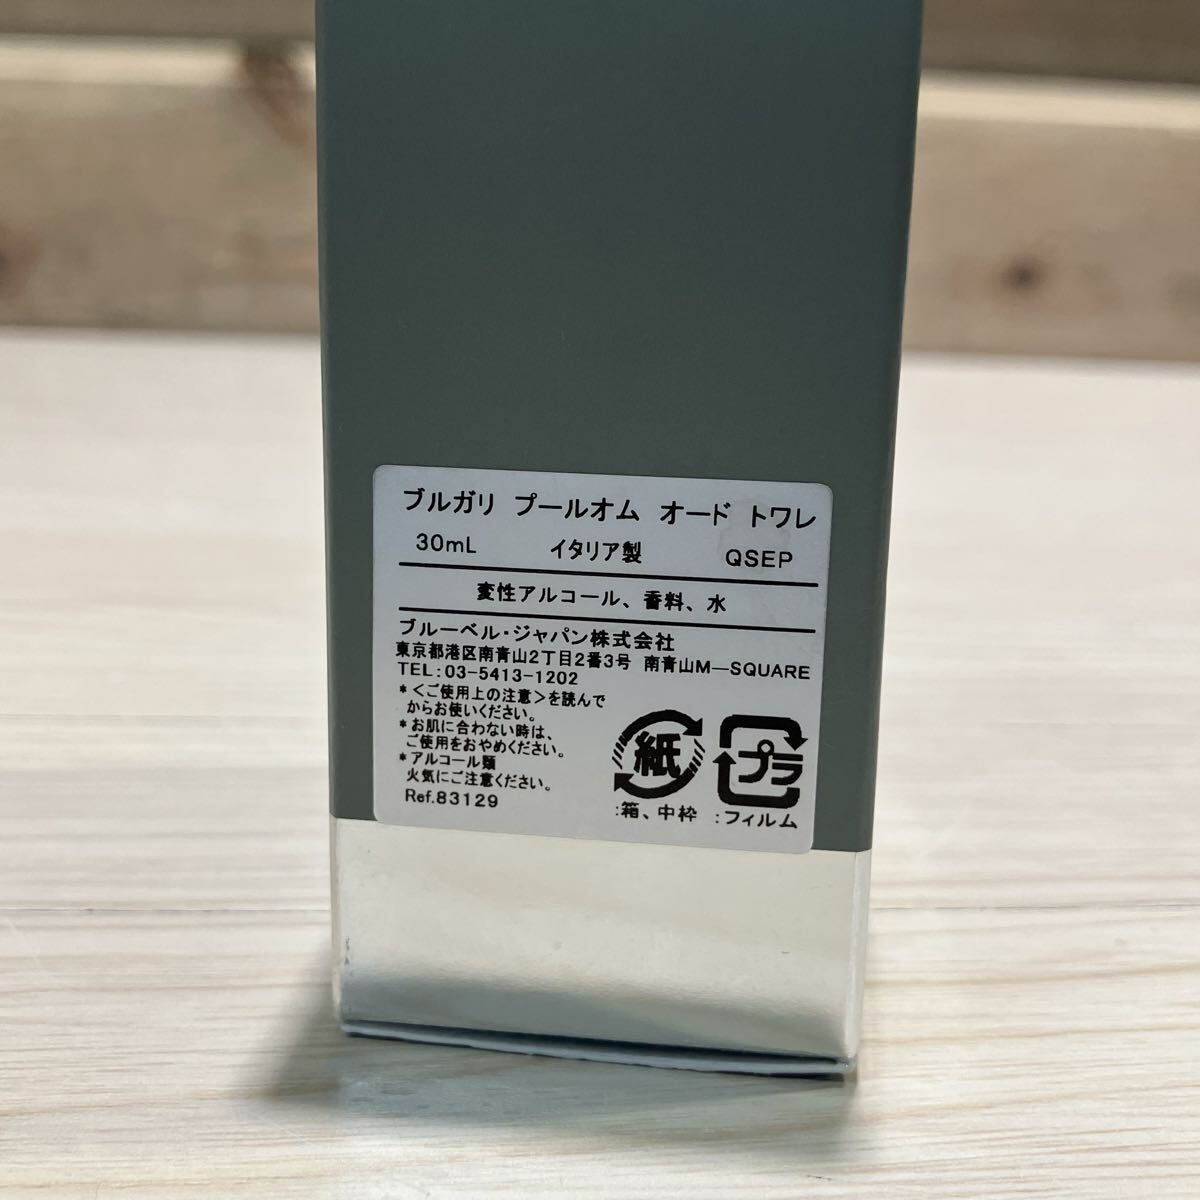 ブルガリ プールオム オード トワレ
30mL イタリア製 QSEP
変性アルコール、香料、水
ブルーベル・ジャパン株式会社
東京都港区南青山2丁目2番3号 南青山M—SQUARE
TEL:03-5413-1202
*<ご使用上の注意>を読んで
からお使いください。
*お肌に合わない時は、
ご使用をおやめください。
*アルコール類
火気にご注意ください。
Ref.83129
紙
:箱、中枠
プラ
:フィルム